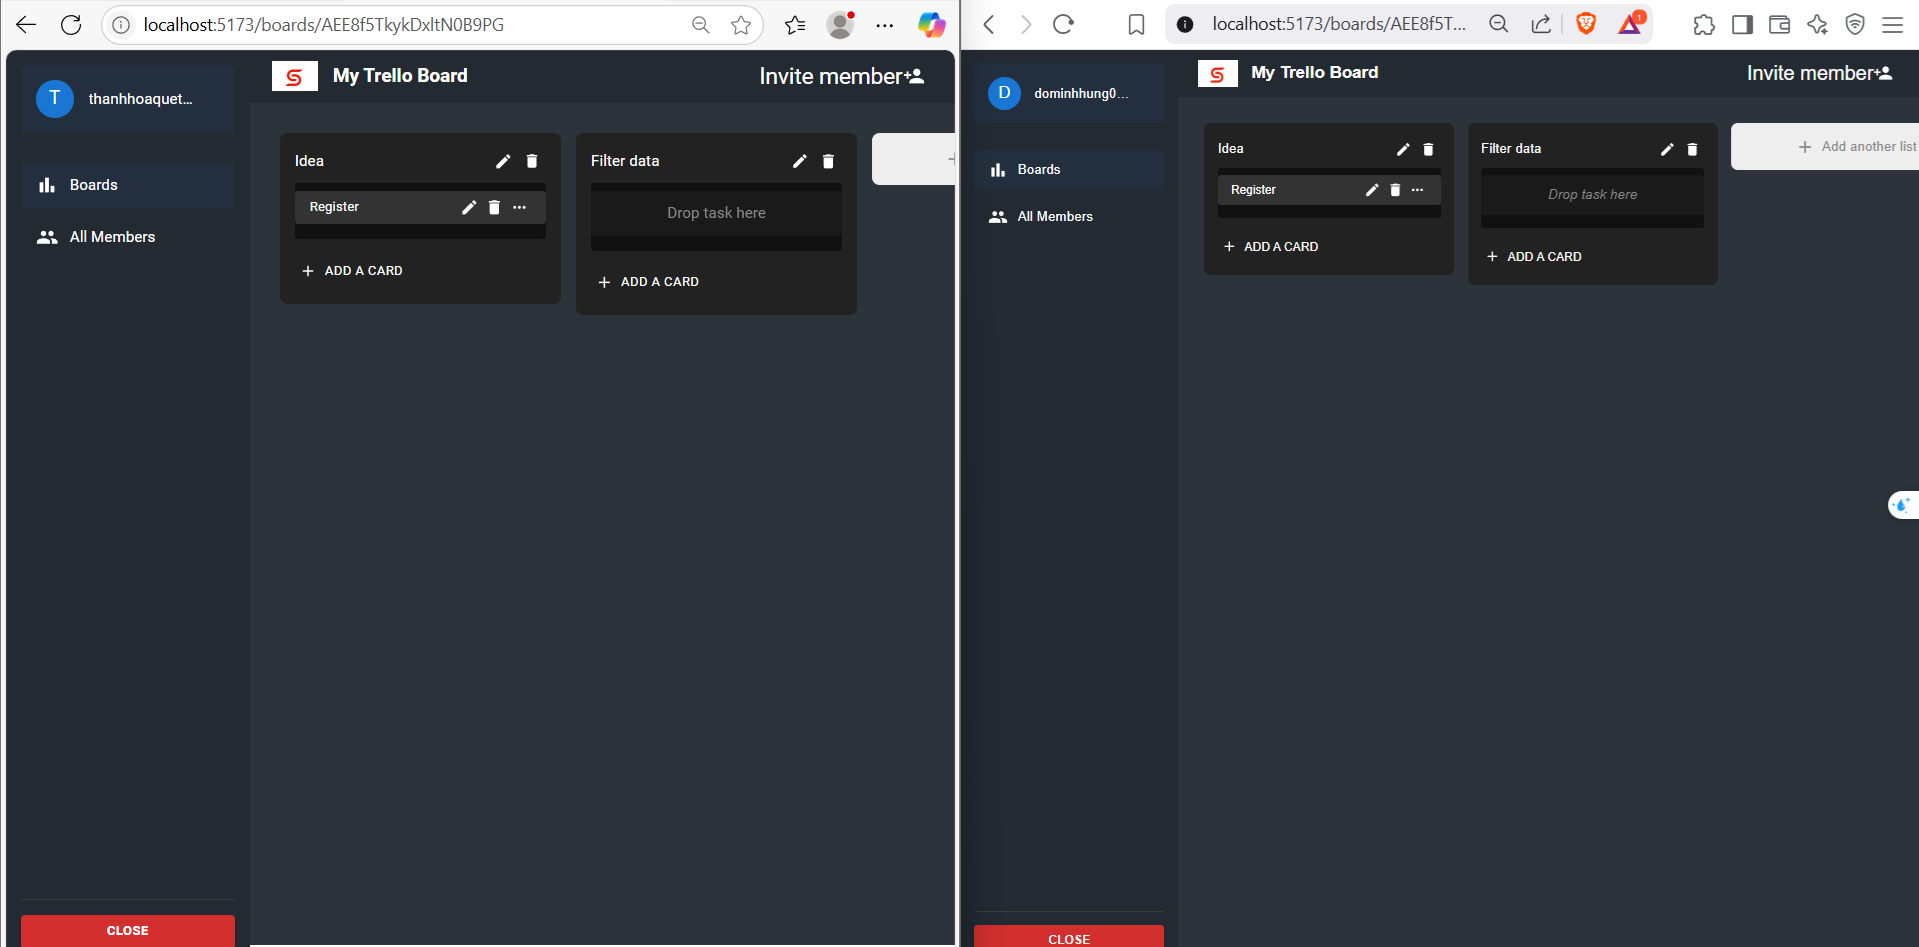 localhost:5173/boards/AEE8f5TkykDxltN0B9PG
T
thanhhoaquet...
My Trello Board
Invite member
Boards
All Members
Idea
Register
ADD A CARD
Filter data
Drop task here
ADD A CARD
CLOSE
localhost:5173/boards/AEE8f5T...
1
D
dominhhung0...
My Trello Board
Invite member
Boards
All Members
Idea
Register
ADD A CARD
Filter data
Drop task here
ADD A CARD
Add another list
CLOSE